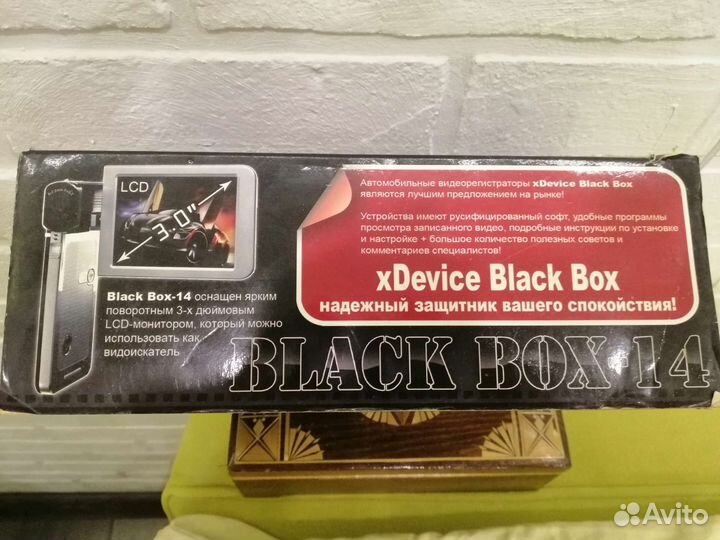 LCD
3.0"
Black Box-14 оснащен ярким
поворотным 3-х дюймовым
LCD-монитором, который можно
использовать как
видоискатель
Автомобильные видеорегистраторы xDevice Black Box
являются лучшим предложением на рынке!
Устройства имеют русифицированный софт, удобные программы
просмотра записанного видео, подробные инструкции по установке
и настройке + большое количество полезных советов и
комментариев специалистов!
xDevice Black Box
надежный защитник вашего спокойствия!
BLACK BOX-14
Avito